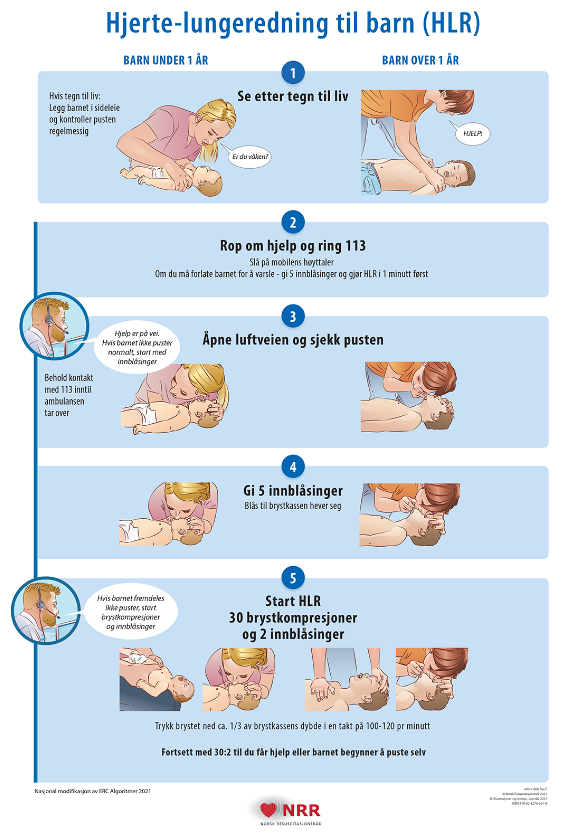 Hjerte-lungeredning til barn (HLR)
BARN UNDER 1 ÅR
BARN OVER 1 ÅR
1
Se etter tegn til liv
Hvis tegn til liv:
Legg barnet i sideleie
og kontroller pusten
regelmessig
Er du våken?
HJELP!
2
Rop om hjelp og ring 113
Slå på mobilens høyttaler
Om du må forlate barnet for å varsle - gi 5 innblåsinger og gjør HLR i 1 minutt først
3
Åpne luftveien og sjekk pusten
Hjelp er på vei.
Hvis barnet ikke puster
normalt, start med
innblåsinger
Behold kontakt
med 113 inntil
ambulansen
tar over
4
Gi 5 innblåsinger
Blås til brystkassen hever seg
5
Start HLR
30 brystkompresjoner
og 2 innblåsinger
Hvis barnet fremdeles
ikke puster, start
brystkompresjoner
og innblåsinger
Trykk brystet ned ca. 1/3 av brystkassens dybde i en takt på 100-120 pr minutt
Fortsett med 30:2 til du får hjelp eller barnet begynner å puste selv
Nasjonal modifikasjon av ERC Algoritmer 2021
NRR
NORSK RESUSCITASJONSRÅD